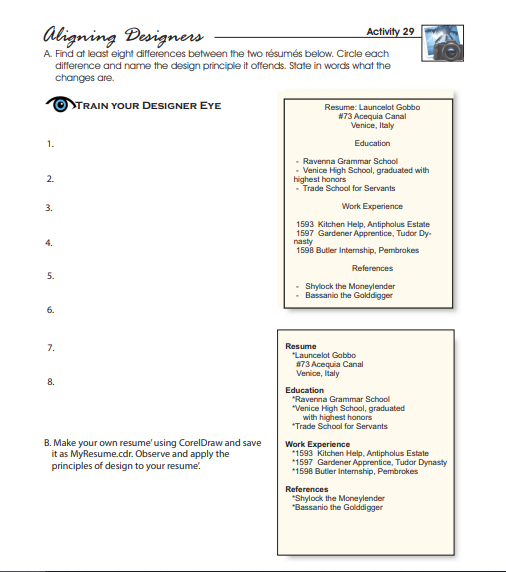 Aligning Designers
Activity 29
A. Find at least eight differences between the two résumés below. Circle each
difference and name the design principle it offends. State in words what the
changes are.
TRAIN YOUR DESIGNER EYE
1.
2.
3.
4.
5.
6.
7.
8.
B. Make your own resume' using CorelDraw and save
it as MyResume.cdr. Observe and apply the
principles of design to your resume'.
Resume: Launcelot Gobbo
#73 Acequia Canal
Venice, Italy
Education
- Ravenna Grammar School
- Venice High School, graduated with
highest honors
- Trade School for Servants
Work Experience
1593 Kitchen Help, Antipholus Estate
1597 Gardener Apprentice, Tudor Dy-
nasty
1598 Butler Internship, Pembrokes
References
- Shylock the Moneylender
- Bassanio the Golddigger
Resume
*Launcelot Gobbo
#73 Acequia Canal
Venice, Italy
Education
*Ravenna Grammar School
*Venice High School, graduated
with highest honors
*Trade School for Servants
Work Experience
*1593 Kitchen Help, Antipholus Estate
*1597 Gardener Apprentice, Tudor Dynasty
*1598 Butler Internship, Pembrokes
References
*Shylock the Moneylender
*Bassanio the Golddigger